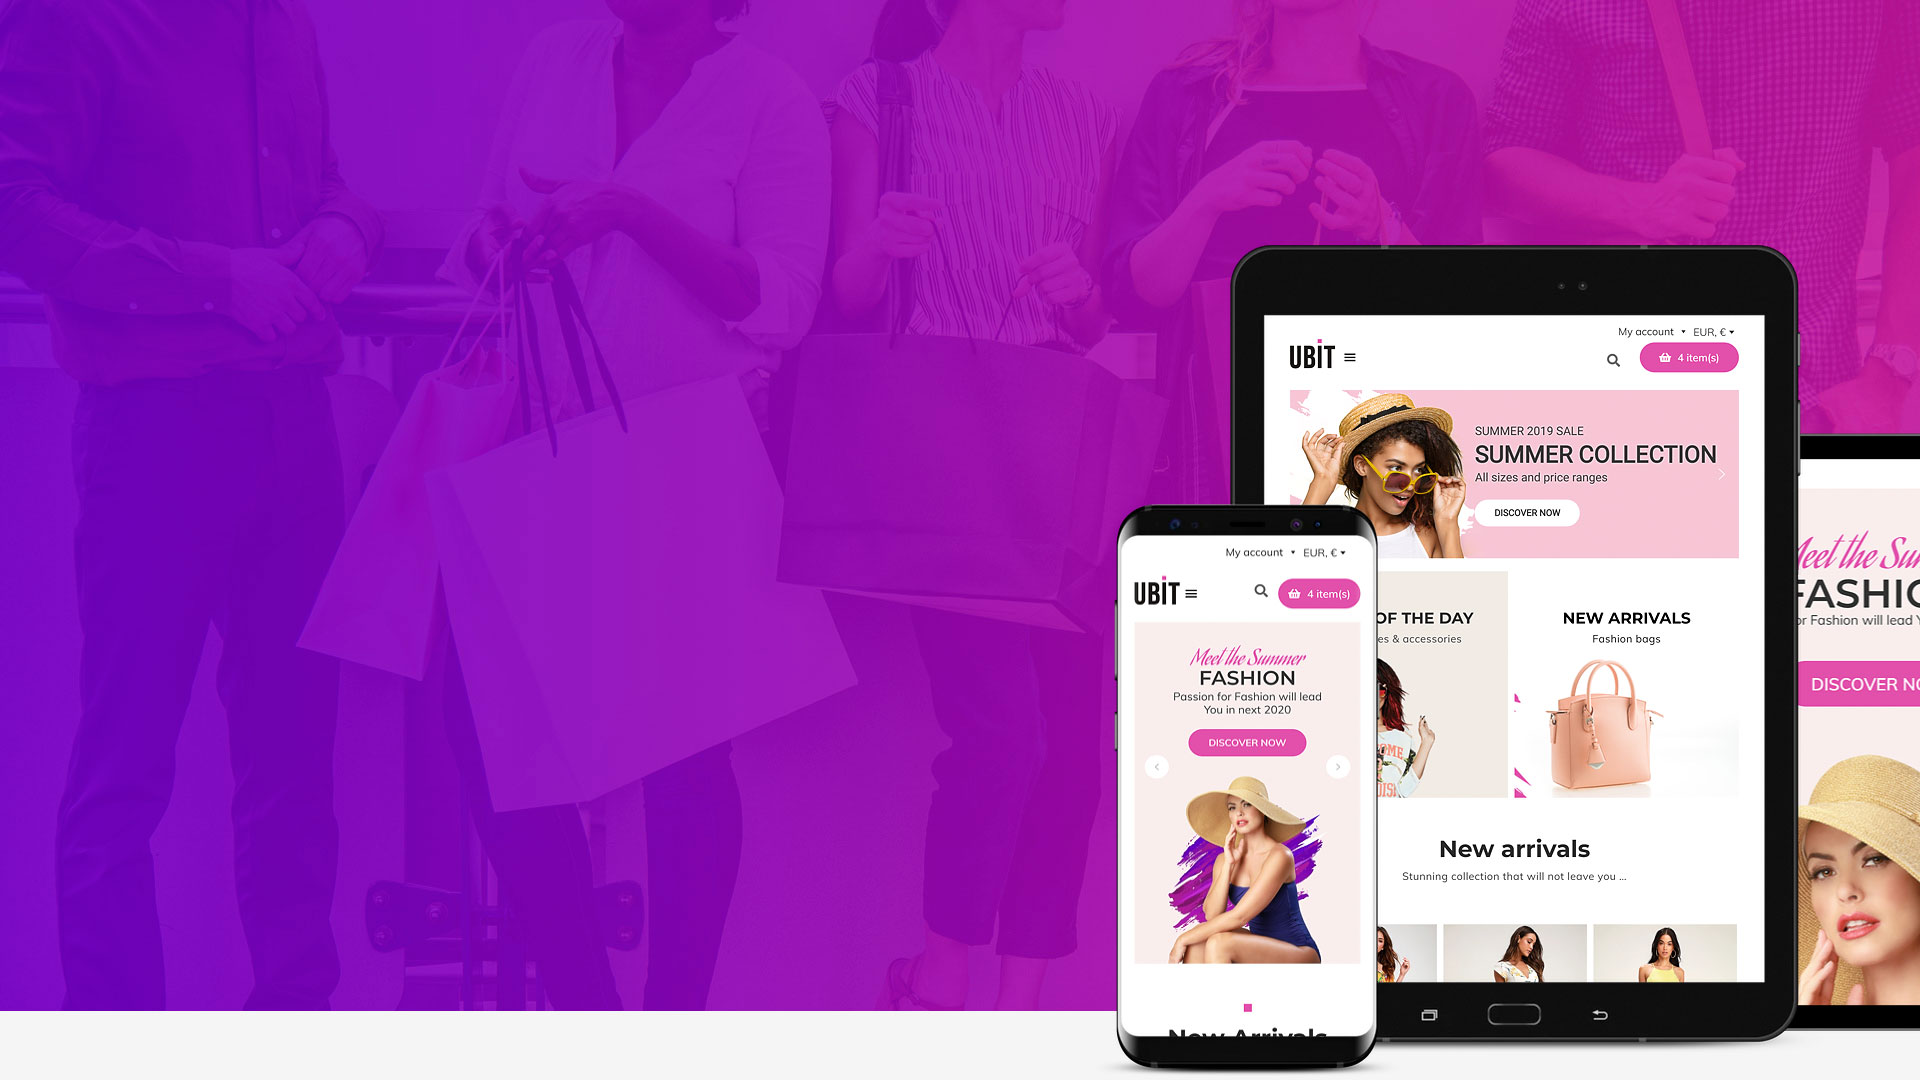 My account
EUR, €
UBIT
4 item(s)
SUMMER 2019 SALE
SUMMER COLLECTION
All sizes and price ranges
DISCOVER NOW
OF THE DAY
& accessories
NEW ARRIVALS
Fashion bags
New arrivals
Stunning collection that will not leave you ...
My account
EUR, €
UBIT
4 item(s)
Meet the Summer
FASHION
Passion for Fashion will lead
You in next 2020
DISCOVER NOW
New Arrivals
Meet the
FASHIO
or Fashion will lead
DISCOVER